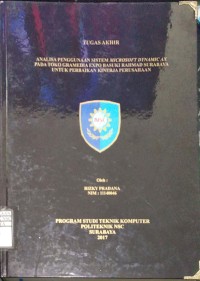 TUGAS AKHIR
ANALISA PENGGUNAAN SISTEM MICROSOFT DYNAMIC AX
PADA TOKO GRAMEDIA EXPO BASUKI RAHMAD SURABAYA
UNTUK PERBAIKAN KINERJA PERUSAHAAN
Oleh :
RIZKY PRADANA
NIM :
PROGRAM STUDI TEKNIK KOMPUTER
POLITEKNIK NSC
SURABAYA
2017